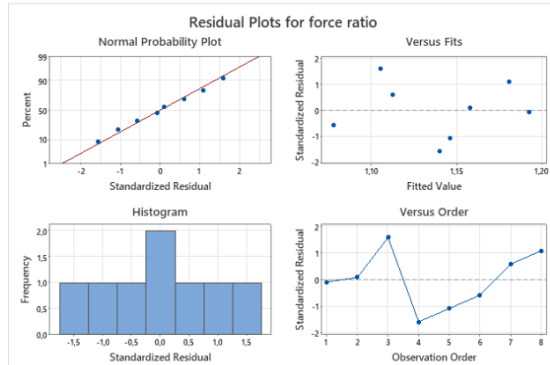 Residual Plots for force ratio
Normal Probability Plot
99
90
50
10
1
Percent
-2 -1 0 1 2
Standardized Residual
Versus Fits
2
1
0
-1
-2
Standardized Residual
1,10 1,15 1,20
Fitted Value
Histogram
2,0
1,5
1,0
0,5
0,0
Frequency
-1,5 -1,0 -0,5 0,0 0,5 1,0 1,5
Standardized Residual
Versus Order
2
1
0
-1
-2
Standardized Residual
1 2 3 4 5 6 7 8
Observation Order